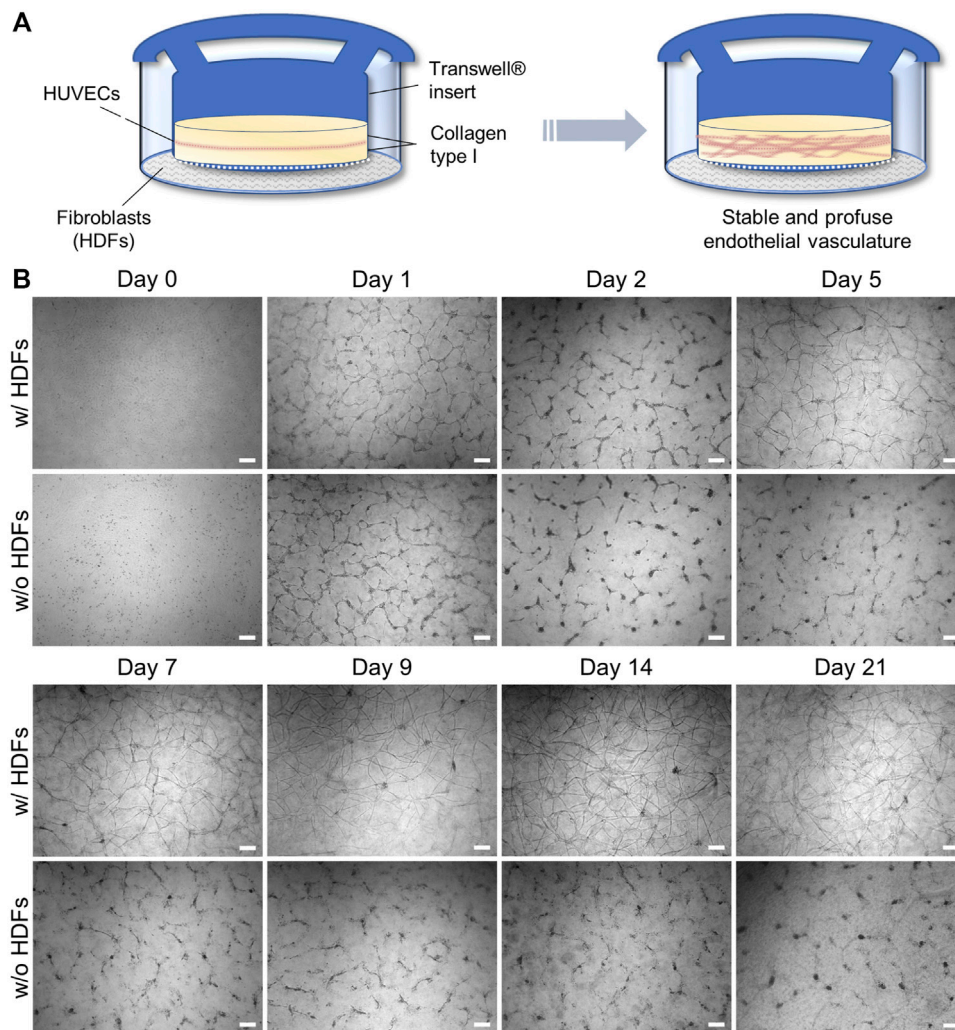 A
HUVECs
Transwell®
insert
Collagen
type I
Fibroblasts
(HDFs)
Stable and profuse
endothelial vasculature
B
Day 0
Day 1
Day 2
Day 5
w/ HDFs
w/o HDFs
Day 7
Day 9
Day 14
Day 21
w/ HDFs
w/o HDFs